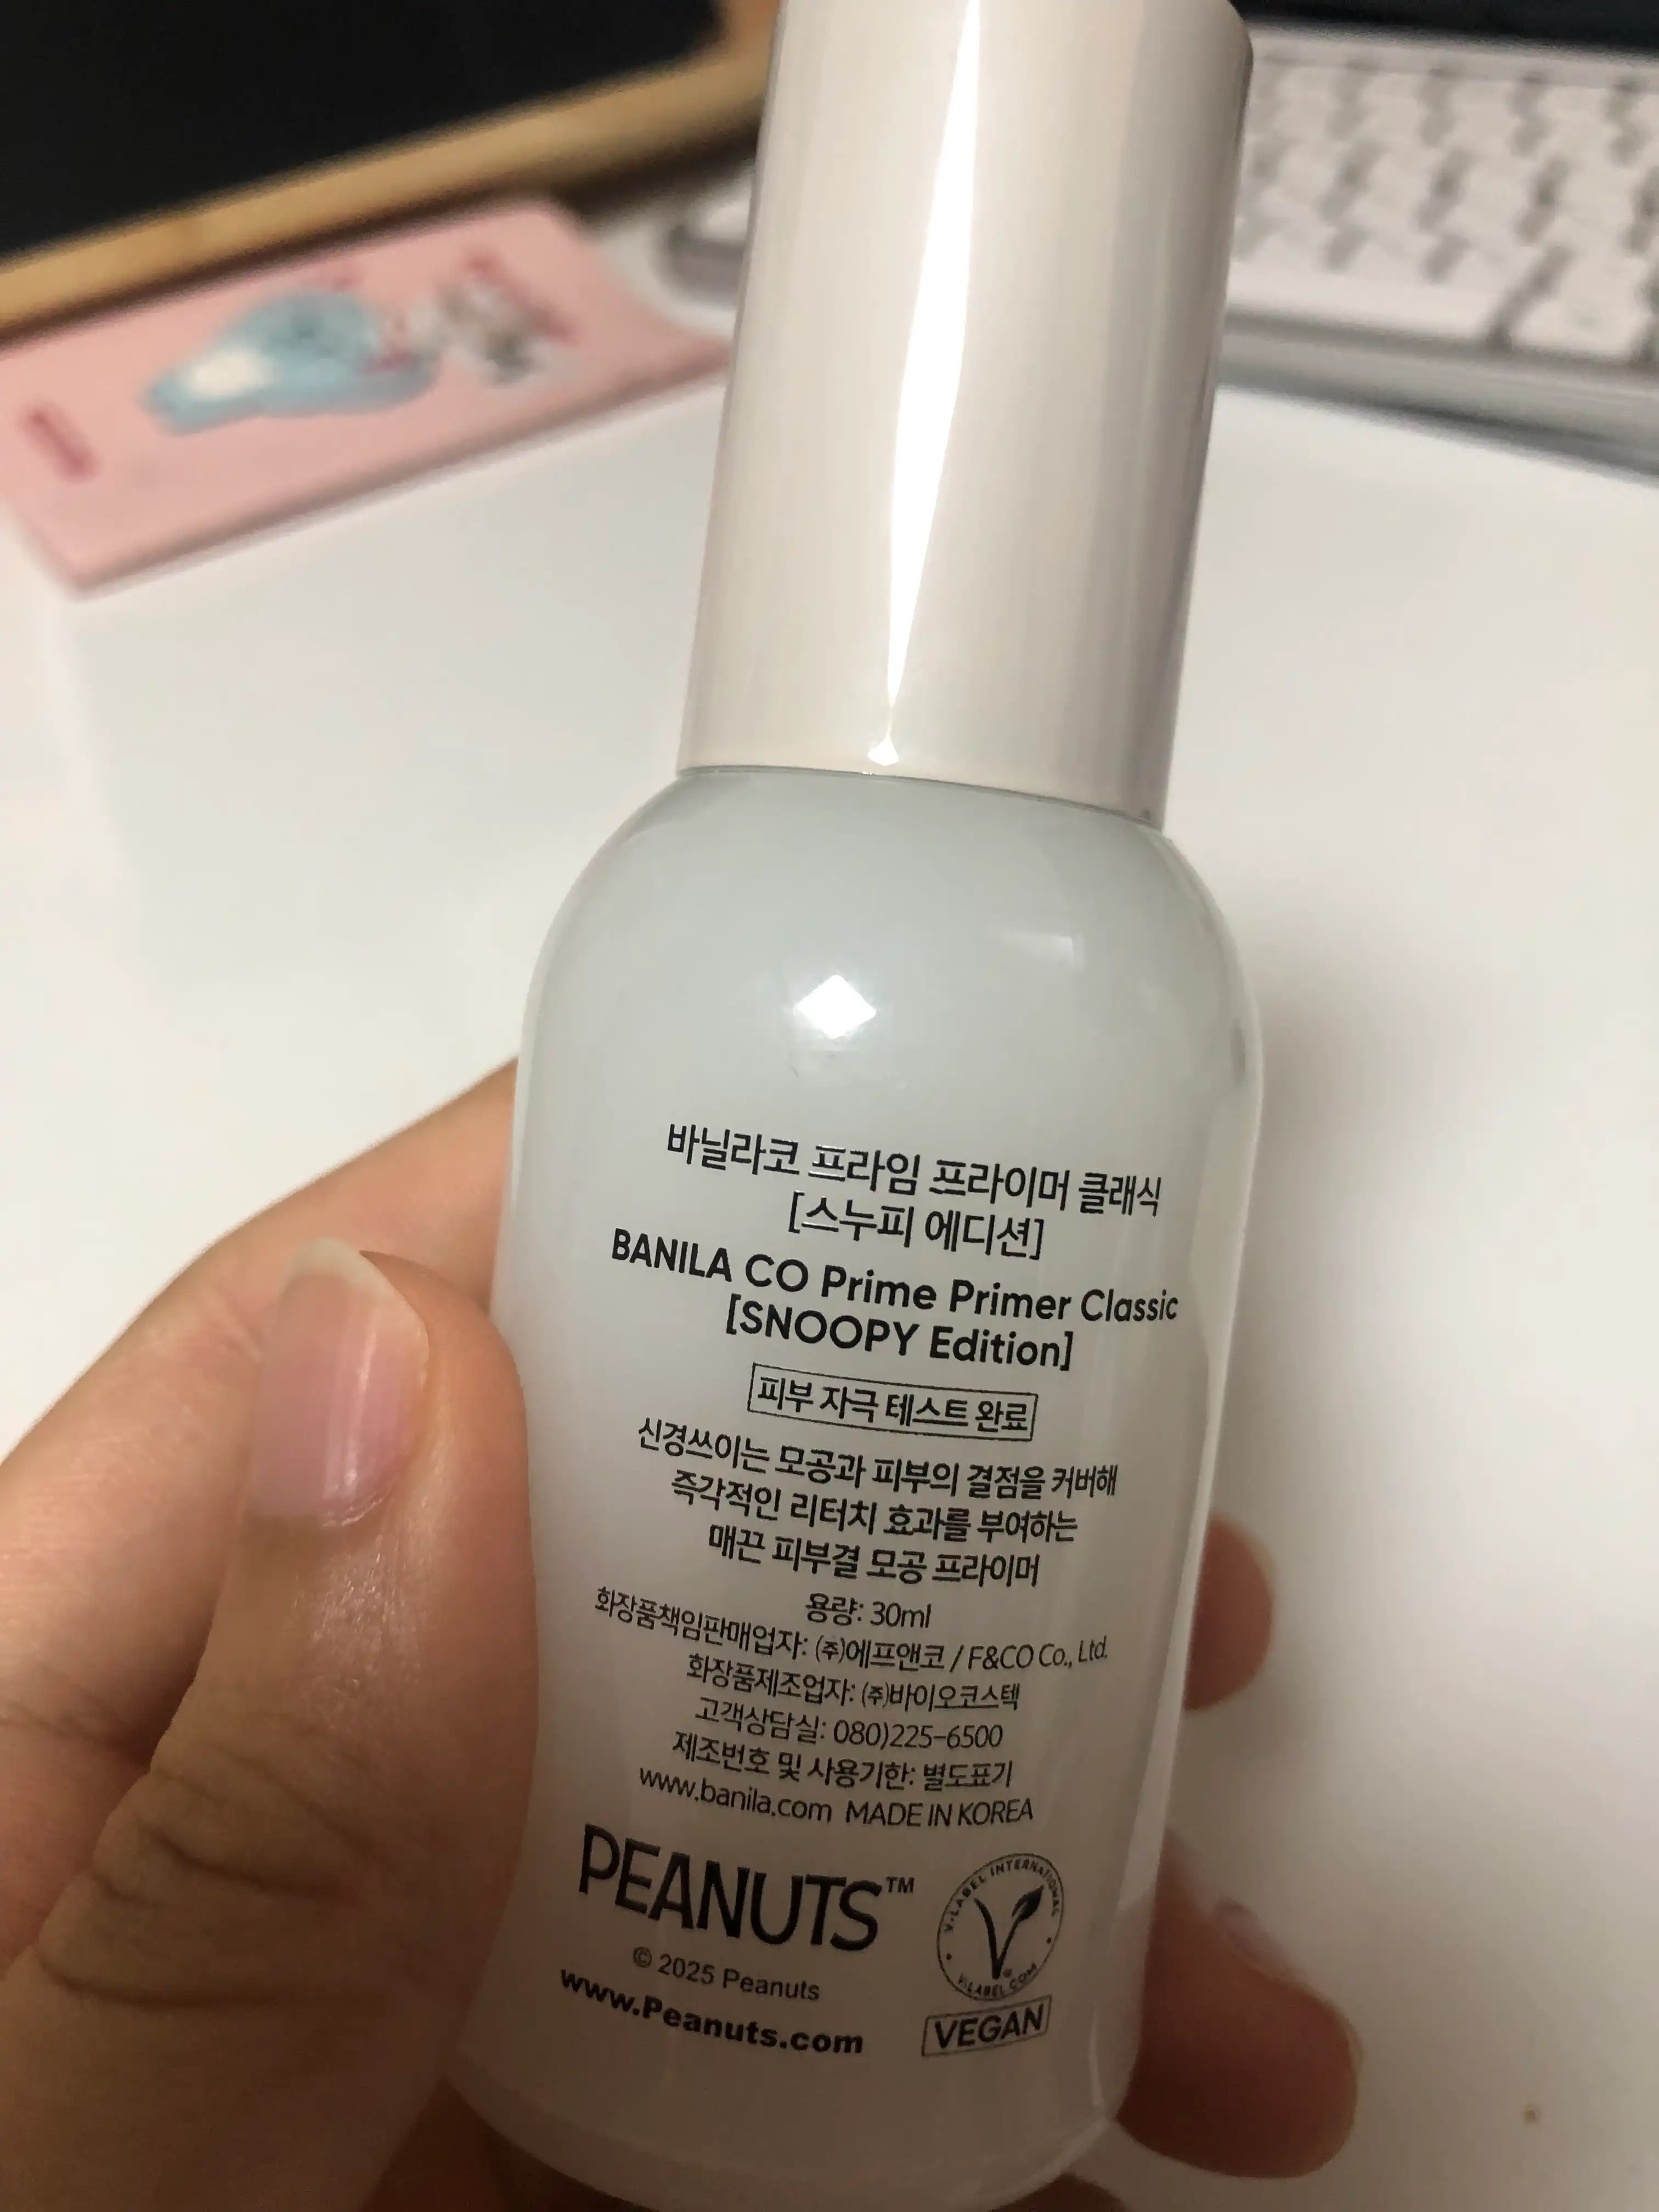 바닐라코 프라임 프라이머 클래식
[스누피 에디션]
BANILA CO Prime Primer Classic
[SNOOPY Edition]
피부 자극 테스트 완료
신경쓰이는 모공과 피부의 결점을 커버해
즉각적인 리터치 효과를 부여하는
매끈 피부결 모공 프라이머
용량: 30ml
화장품책임판매업자: ㈜에프앤코 / F&CO Co., Ltd.
화장품제조업자: ㈜바이오코스텍
고객상담실: 080)225-6500
제조번호 및 사용기한: 별도표기
www.banila.com MADE IN KOREA
PEANUTS™
© 2025 Peanuts
www.Peanuts.com
V-LABEL INTERNATIONAL
V-LABEL.COM
VEGAN